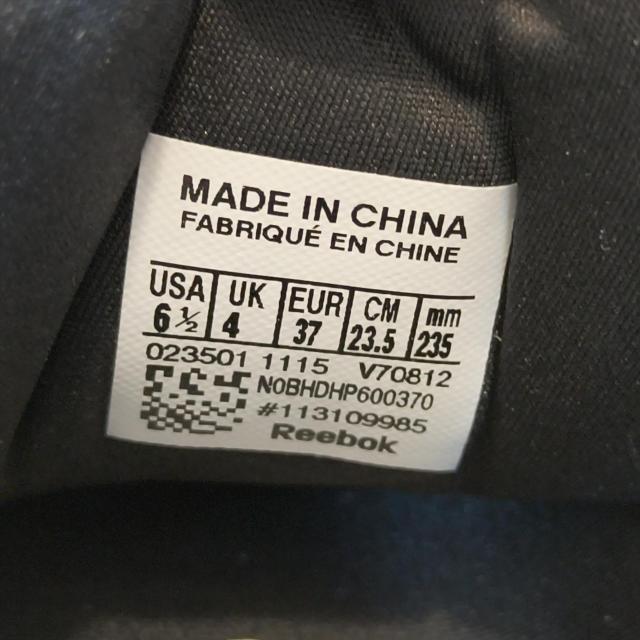 MADE IN CHINA
FABRIQUÉ EN CHINE
USA UK EUR CM mm
6 ½ 4 37 23.5 235
023501 1115 V70812
N0BHDHP600370
#113109985
Reebok